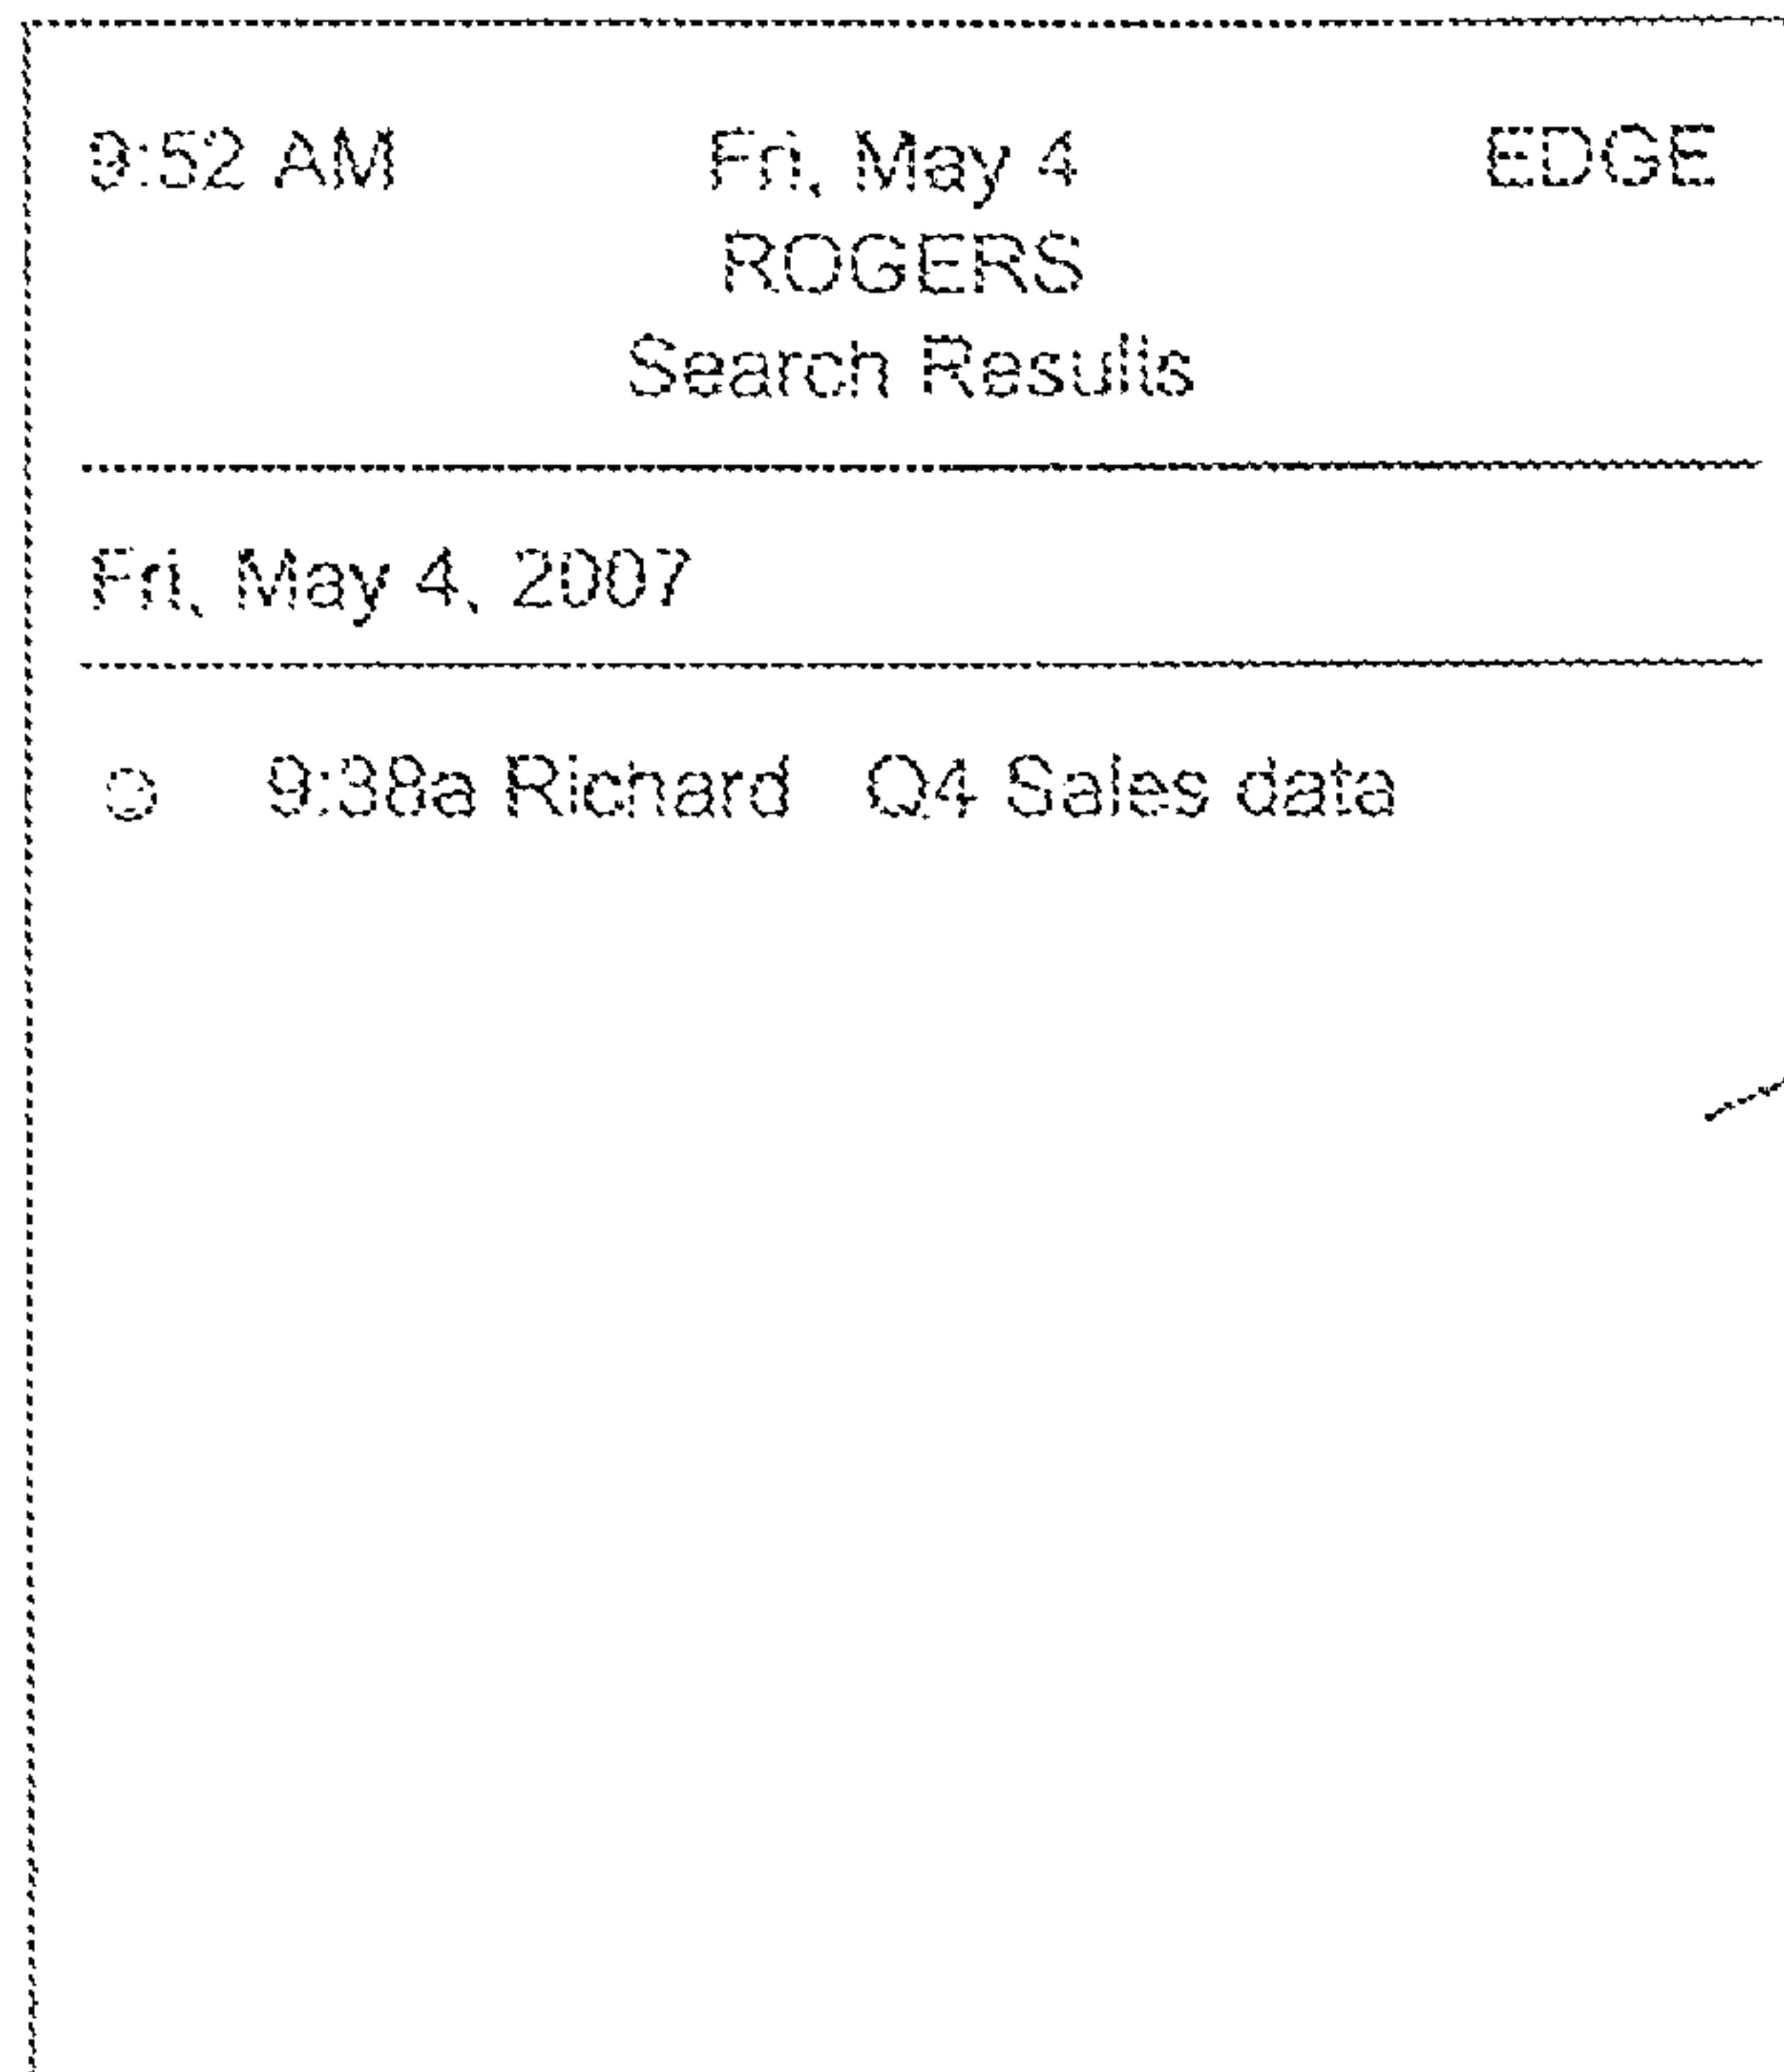 9:52 AM Fri, May 4 EDGE
ROGERS
Search Results
Fri, May 4, 2007
9:38a Richard Q4 Sales data